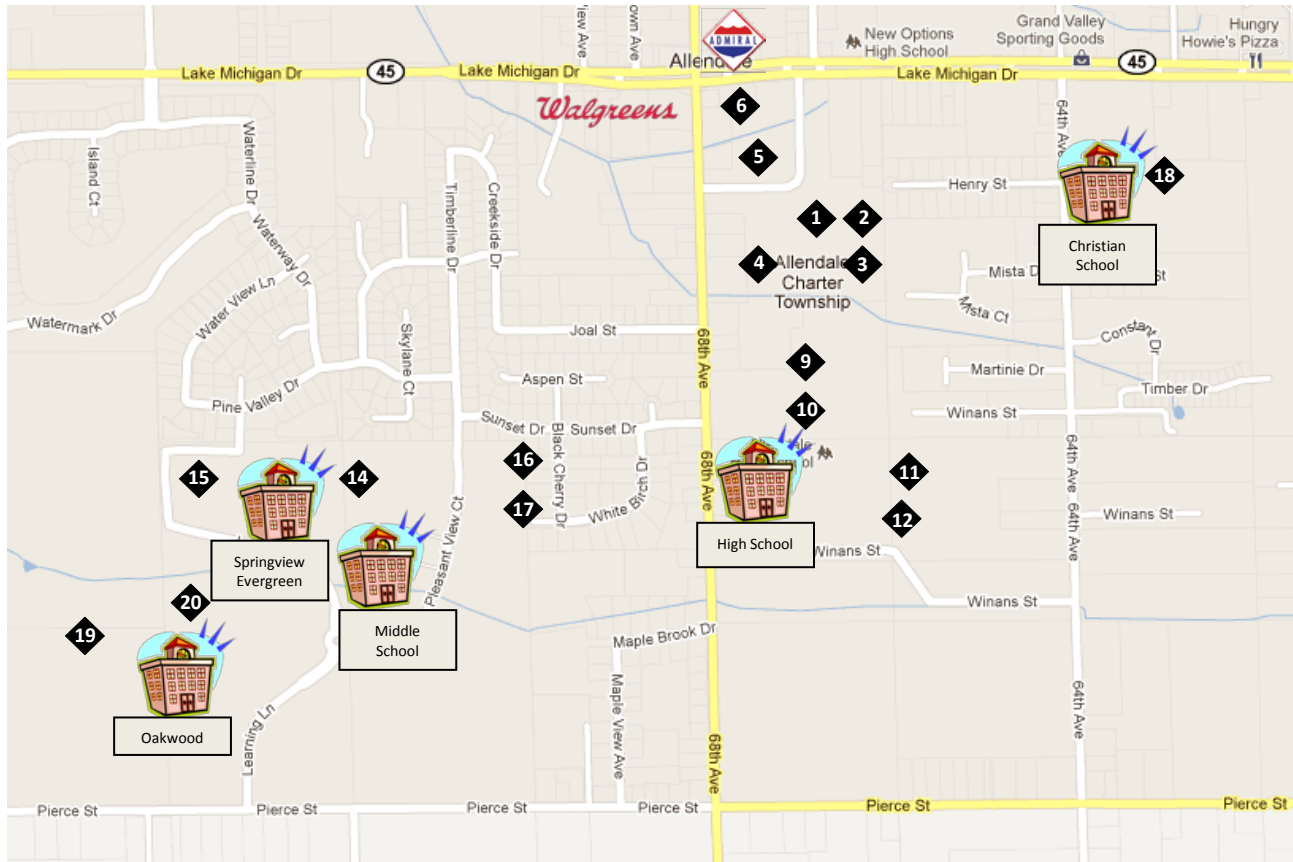 Grand Valley
Sporting Goods
Hungry
Howie's Pizza
New Options
High School
ADMIRAL
Allendale
Lake Michigan Dr
45
Lake Michigan Dr
Lake Michigan Dr
45
Walgreens
6
5
18
Henry St
Island Ct
Waterline Dr
Timberline Dr
Creekside Dr
64th Ave
1
2
Christian
School
Waterway Dr
4
3
Allendale
Charter
Township
Mista
Mista Ct
Water View Ln
Watermark Dr
Skylane Ct
Joal St
68th Ave
Constant Dr
9
Martinie Dr
Timber Dr
Aspen St
Pine Valley Dr
10
Winans St
Sunset Dr
Sunset Dr
Black Cherry Dr
Birch Dr
White Birch
16
17
15
14
11
12
68th Ave
64th Ave
64th Ave
Winans St
High School
Winans St
Springview
Evergreen
Pleasant View Ct
20
19
Middle
School
Winans St
Maple Brook Dr
Maple View Ave
Oakwood
Learning Ln
68th Ave
64th Ave
Pierce St
Pierce St
Pierce St
Pierce St
Pierce St
Pierce St